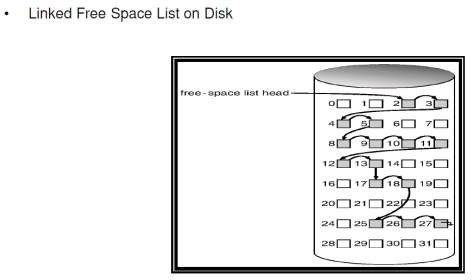 • Linked Free Space List on Disk
free-space list head
0 1 2 3
4 5 6 7
8 9 10 11
12 13 14 15
16 17 18 19
20 21 22 23
24 25 26 27
28 29 30 31